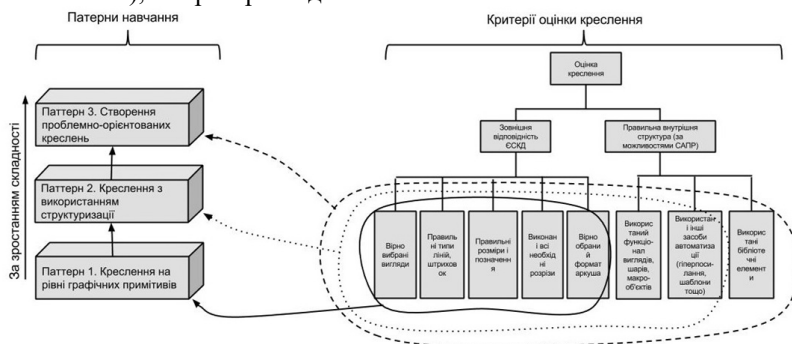 Патерни навчання
Критерії оцінки креслення
За зростанням складності
Паттерн 3. Створення
проблемно-орієнтованих
креслень
Паттерн 2. Креслення з
використанням
структуризації
Паттерн 1. Креслення на
рівні графічних примітивів
Оцінка
креслення
Зовнішня
відповідність
ЄСКД
Правильна внутрішня
структура (за
можливостями САПР)
Вірно
вибрані
вигляди
Правиль
ні типи
ліній,
штрихов
ок
Правильні
розміри і
позначенн
я
Виконан
і всі
необхід
ні
розрізи
Вірно
обрани
й
формат
аркуша
Викорис
таний
функціо-
нал
виглядів,
шарів,
макро-
об'єктів
Використан
і інші
засоби
автоматиза
ції
(гіперпоси-
лання,
шаблони
тощо)
Викорис
тані
бібліоте
чні
елемент
и